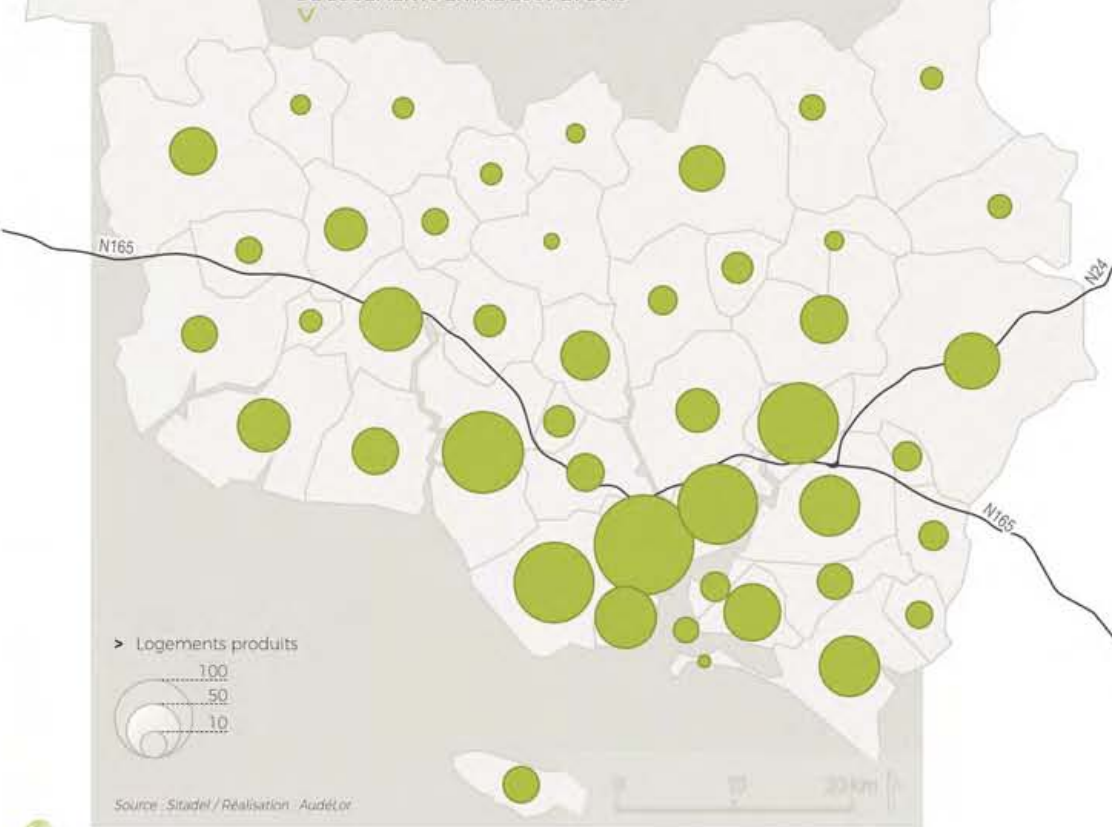 N165
N24
N165
> Logements produits
100
50
10
0 10 20 km
Source : Sitadel / Réalisation : AudéLor